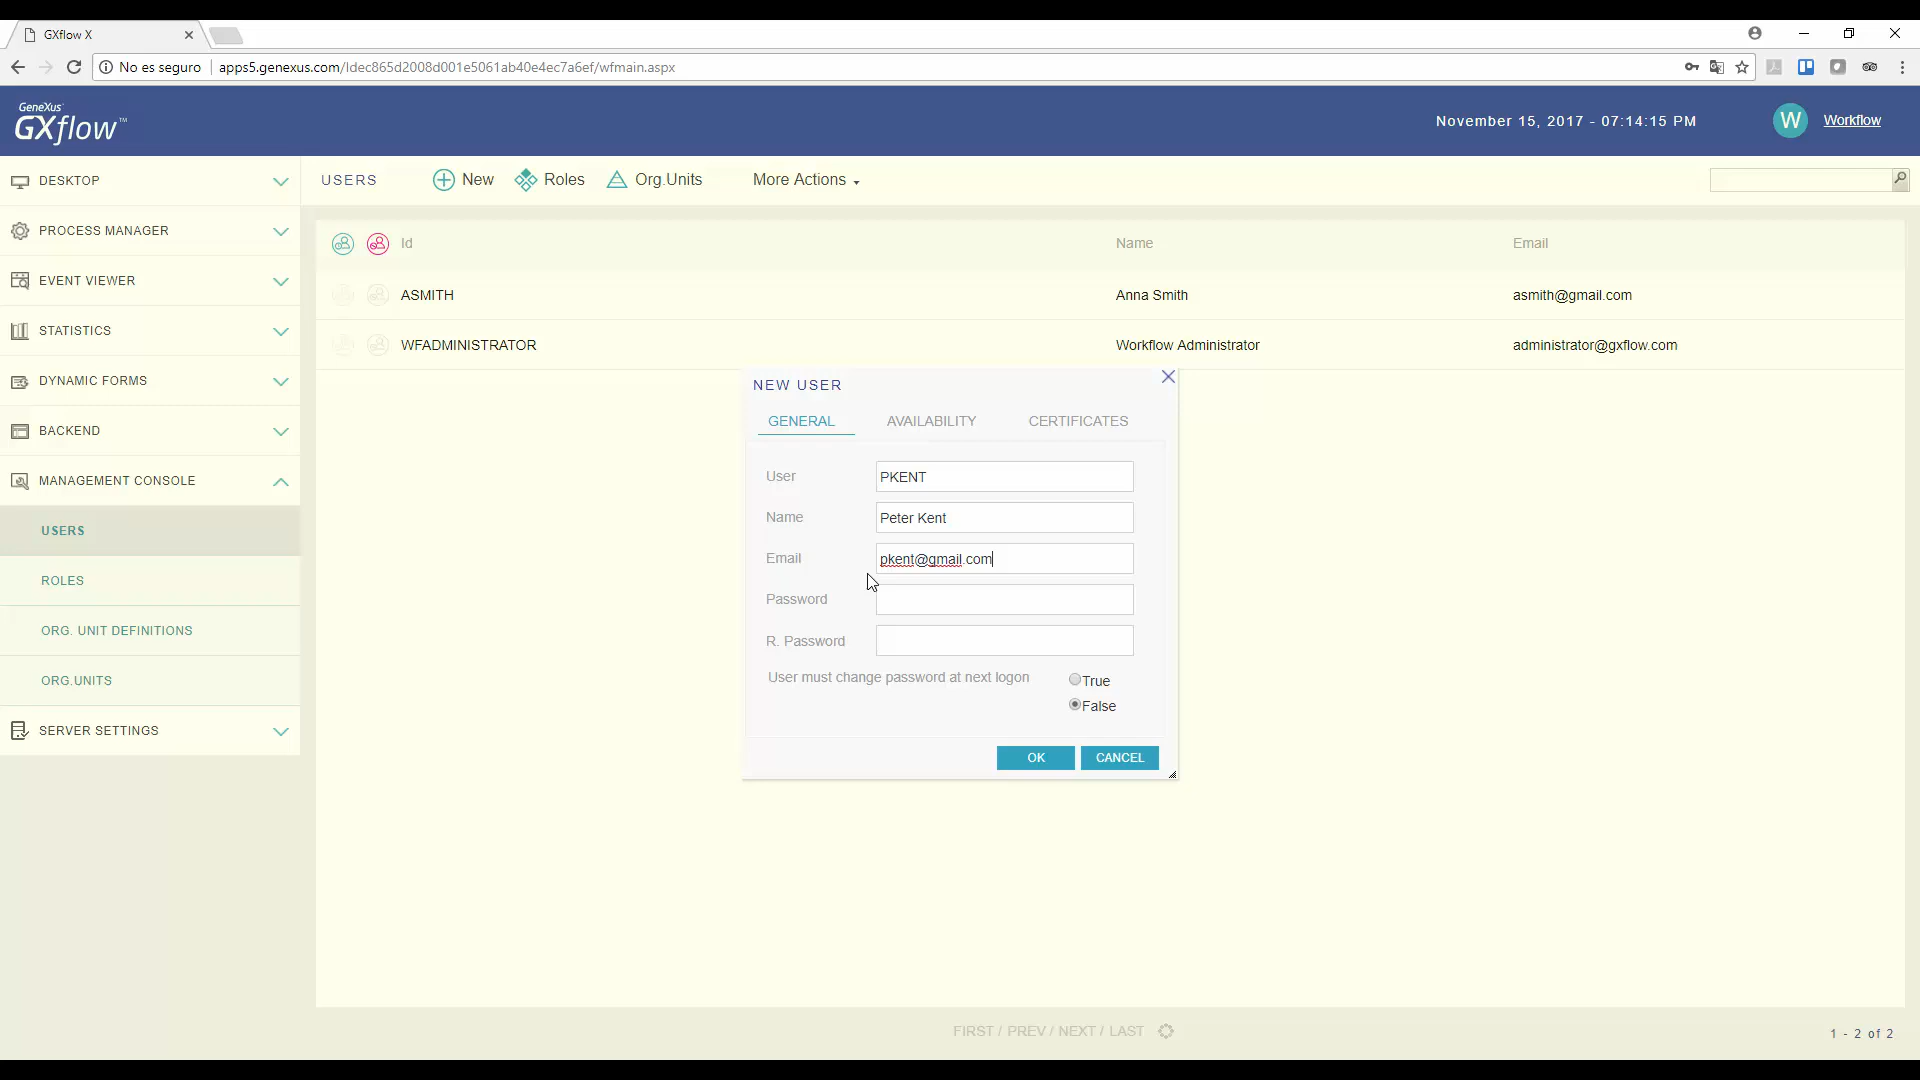 GXflow X
No es seguro apps5.genexus.com/Idec865d2008d001e5061ab40e4ec7a6ef/wfmain.aspx
GeneXus
GXflow™
November 15, 2017 - 07:14:15 PM
W
Workflow
DESKTOP
PROCESS MANAGER
EVENT VIEWER
STATISTICS
DYNAMIC FORMS
BACKEND
MANAGEMENT CONSOLE
USERS
ROLES
ORG. UNIT DEFINITIONS
ORG.UNITS
SERVER SETTINGS
USERS New Roles Org.Units More Actions
Id Name Email
ASMITH Anna Smith asmith@gmail.com
WFADMINISTRATOR Workflow Administrator administrator@gxflow.com
NEW USER
GENERAL AVAILABILITY CERTIFICATES
User PKENT
Name Peter Kent
Email pkent@gmail.com
Password
R. Password
User must change password at next logon True
False
OK CANCEL
FIRST / PREV / NEXT / LAST
1 - 2 of 2